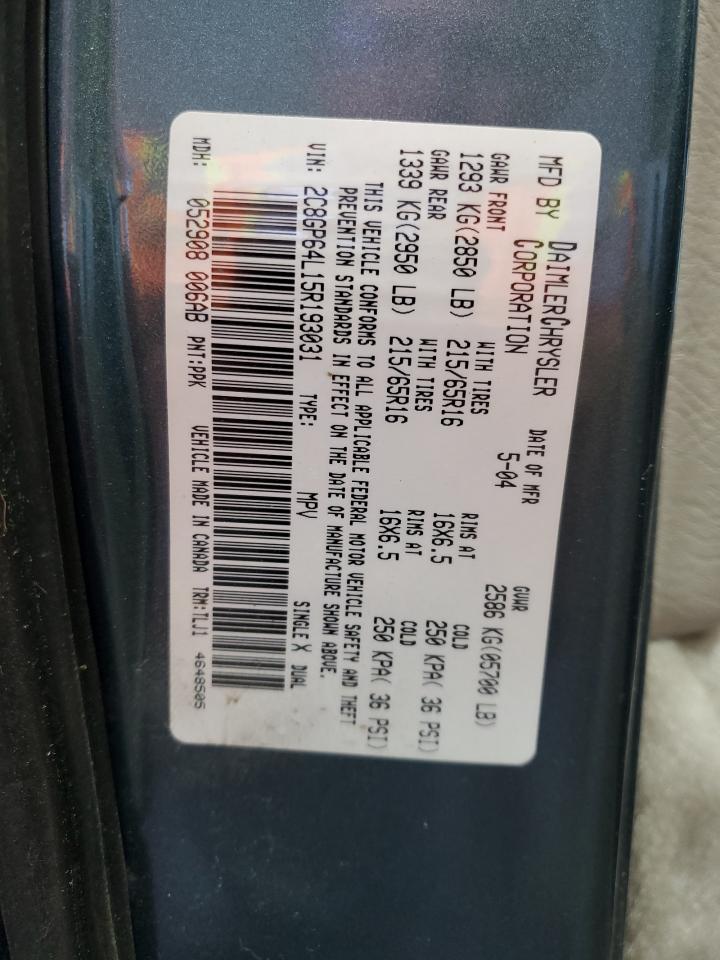 MFD BY DAIMLERCHRYSLER CORPORATION
DATE OF MFR 5-04
GVWR 2586 KG(05700 LB)
GAWR FRONT WITH TIRES RIMS AT COLD
1293 KG(2850 LB) 215/65R16 16X6.5 250 KPA( 36 PSI)
GAWR REAR WITH TIRES RIMS AT COLD
1339 KG(2950 LB) 215/65R16 16X6.5 250 KPA( 36 PSI)
THIS VEHICLE CONFORMS TO ALL APPLICABLE FEDERAL MOTOR VEHICLE SAFETY AND THEFT
PREVENTION STANDARDS IN EFFECT ON THE DATE OF MANUFACTURE SHOWN ABOVE.
VIN: 2C8GP64L15R193031 TYPE: MPV SINGLE X DUAL
MDH: 052908 006AB PNT:PPK VEHICLE MADE IN CANADA TRM:TLJ1 4648505